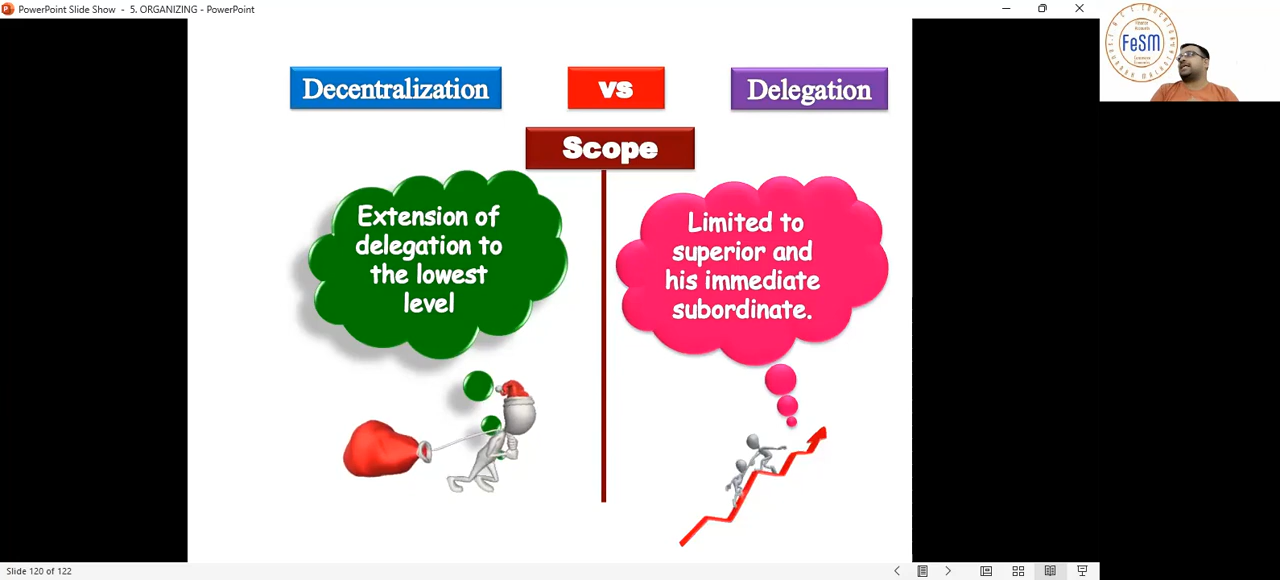 PowerPoint Slide Show - 5. ORGANIZING - PowerPoint
FeSM
Decentralization
vs
Delegation
Scope
Extension of
delegation to
the lowest
level
Limited to
superior and
his immediate
subordinate.
Slide 120 of 122